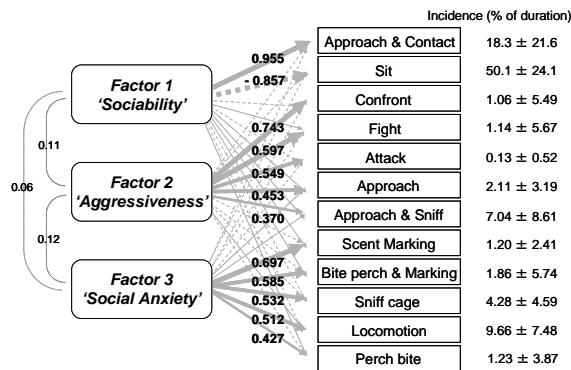 Incidence (% of duration)
Approach & Contact 18.3 ± 21.6
Sit 50.1 ± 24.1
Confront 1.06 ± 5.49
Fight 1.14 ± 5.67
Attack 0.13 ± 0.52
Approach 2.11 ± 3.19
Approach & Sniff 7.04 ± 8.61
Scent Marking 1.20 ± 2.41
Bite perch & Marking 1.86 ± 5.74
Sniff cage 4.28 ± 4.59
Locomotion 9.66 ± 7.48
Perch bite 1.23 ± 3.87
Factor 1
'Sociability'
Factor 2
'Aggressiveness'
Factor 3
'Social Anxiety'
0.11
0.06
0.12
0.955
- 0.857
0.743
0.597
0.549
0.453
0.370
0.697
0.585
0.532
0.512
0.427